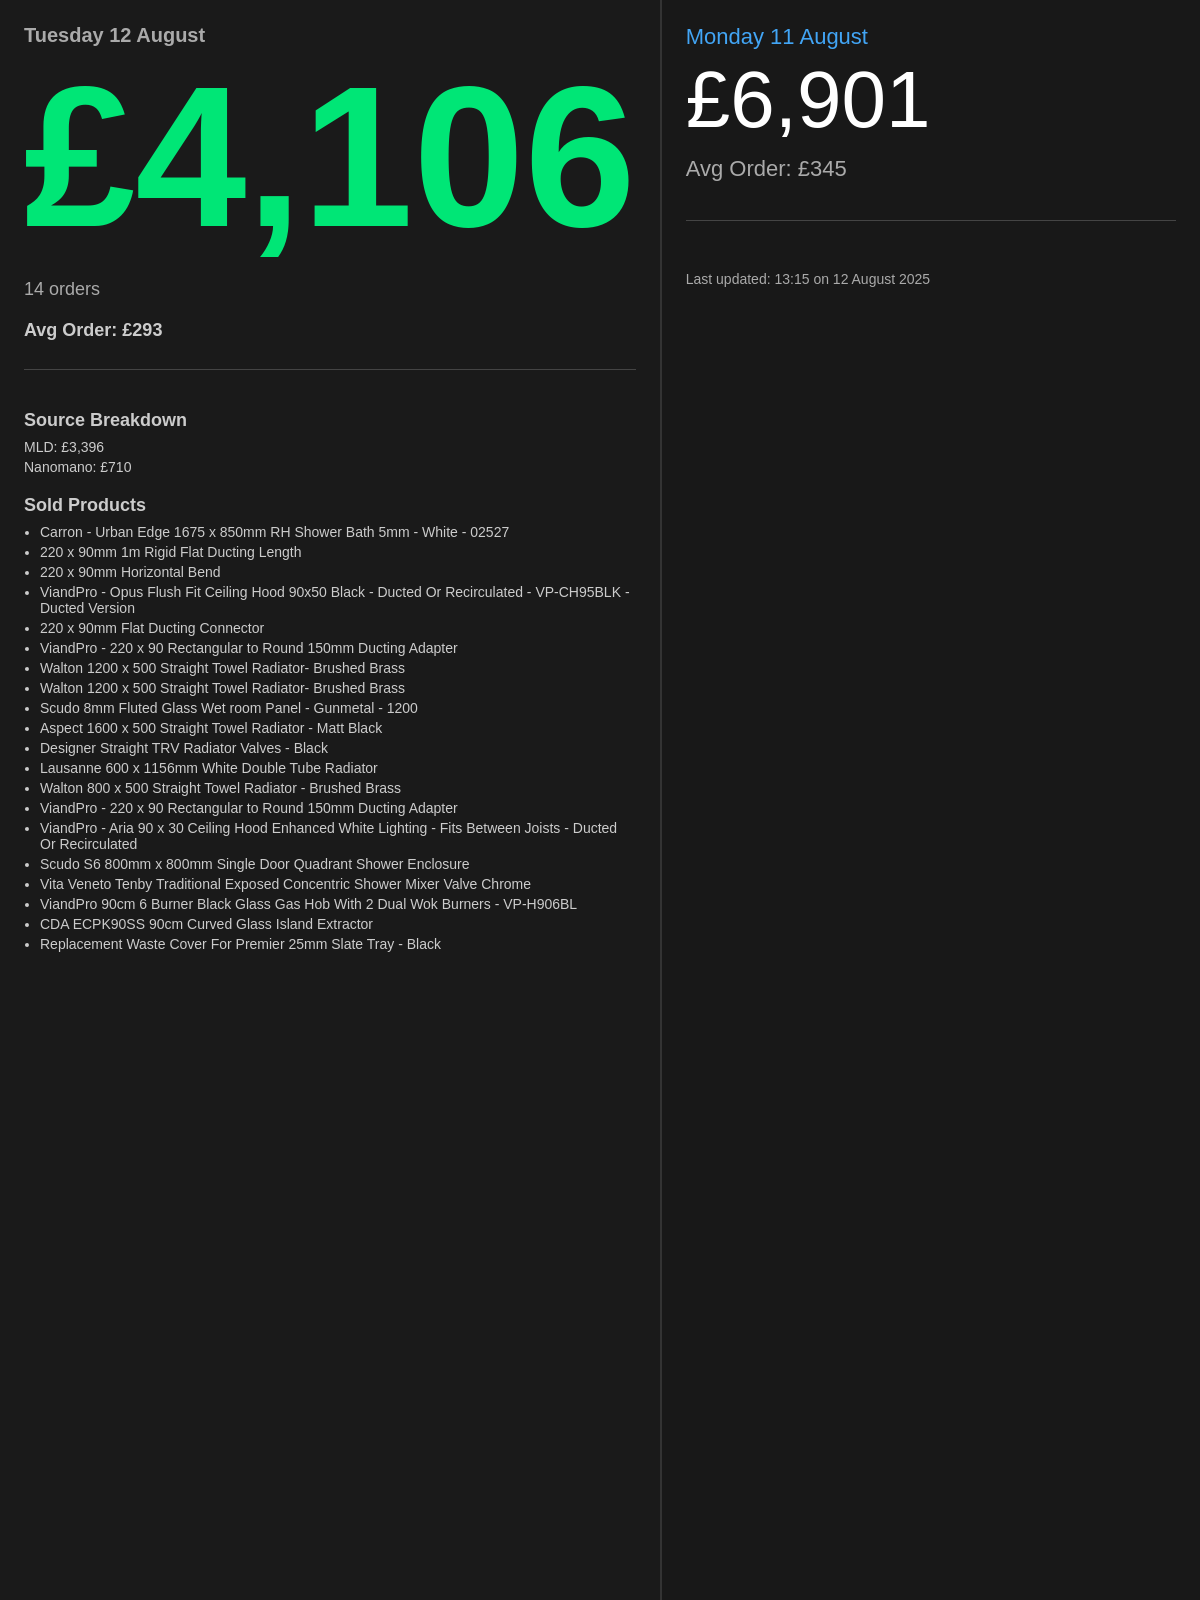 Tuesday 12 August
£4,106
14 orders
Avg Order: £293
Source Breakdown
MLD: £3,396
Nanomano: £710
Sold Products
• Carron - Urban Edge 1675 x 850mm RH Shower Bath 5mm - White - 02527
• 220 x 90mm 1m Rigid Flat Ducting Length
• 220 x 90mm Horizontal Bend
• ViandPro - Opus Flush Fit Ceiling Hood 90x50 Black - Ducted Or Recirculated - VP-CH95BLK -
Ducted Version
• 220 x 90mm Flat Ducting Connector
• ViandPro - 220 x 90 Rectangular to Round 150mm Ducting Adapter
• Walton 1200 x 500 Straight Towel Radiator- Brushed Brass
• Walton 1200 x 500 Straight Towel Radiator- Brushed Brass
• Scudo 8mm Fluted Glass Wet room Panel - Gunmetal - 1200
• Aspect 1600 x 500 Straight Towel Radiator - Matt Black
• Designer Straight TRV Radiator Valves - Black
• Lausanne 600 x 1156mm White Double Tube Radiator
• Walton 800 x 500 Straight Towel Radiator - Brushed Brass
• ViandPro - 220 x 90 Rectangular to Round 150mm Ducting Adapter
• ViandPro - Aria 90 x 30 Ceiling Hood Enhanced White Lighting - Fits Between Joists - Ducted
Or Recirculated
• Scudo S6 800mm x 800mm Single Door Quadrant Shower Enclosure
• Vita Veneto Tenby Traditional Exposed Concentric Shower Mixer Valve Chrome
• ViandPro 90cm 6 Burner Black Glass Gas Hob With 2 Dual Wok Burners - VP-H906BL
• CDA ECPK90SS 90cm Curved Glass Island Extractor
• Replacement Waste Cover For Premier 25mm Slate Tray - Black
Monday 11 August
£6,901
Avg Order: £345
Last updated: 13:15 on 12 August 2025